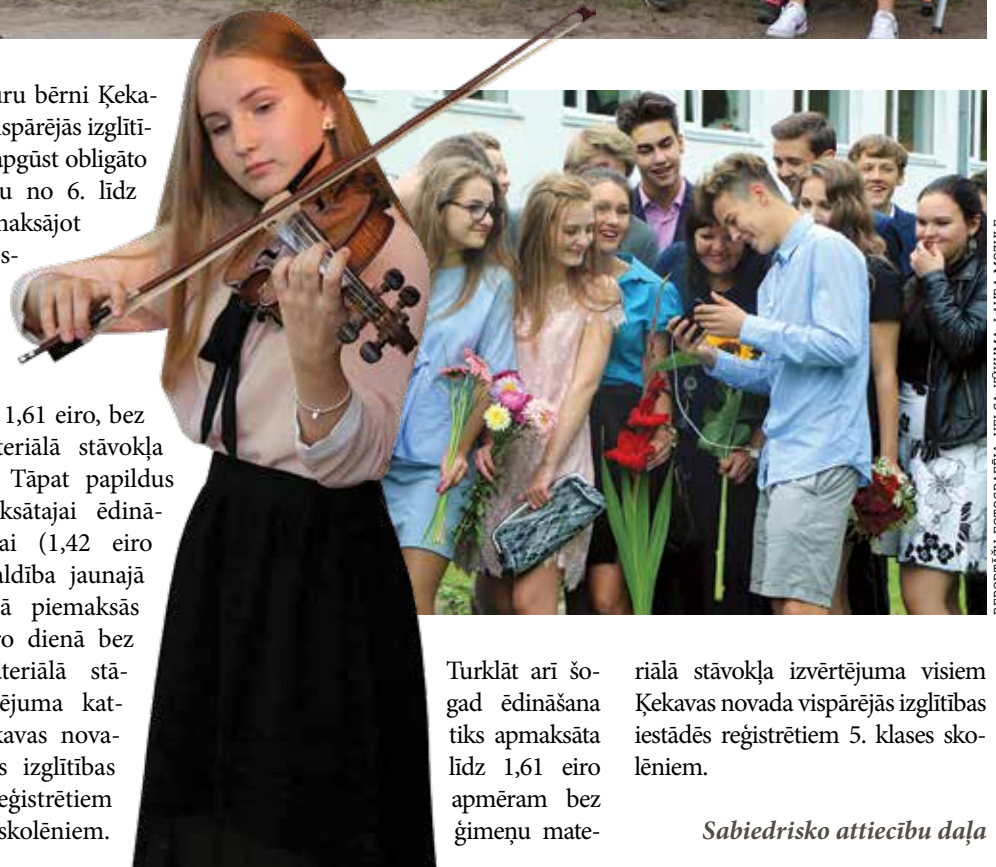 uru bērni Ķeka-
vispārējās izglītī-
apgūst obligāto
u no 6. līdz
maksājot
s-
1,61 eiro, bez
teriālā stāvokļa
Tāpat papildus
ksātajai ēdinā-
ai (1,42 eiro
aldība jaunajā
ā piemaksās
ro dienā bez
ateriālā stā-
ējuma kat-
kavas nova-
s izglītības
eģistrētiem
skolēniem.
Turklāt arī šo-
gad ēdināšana
tiks apmaksāta
līdz 1,61 eiro
apmēram bez
ģimeņu mate-
riālā stāvokļa izvērtējuma visiem
Ķekavas novada vispārējās izglītības
iestādēs reģistrētiem 5. klases sko-
lēniem.
Sabiedrisko attiecību daļa